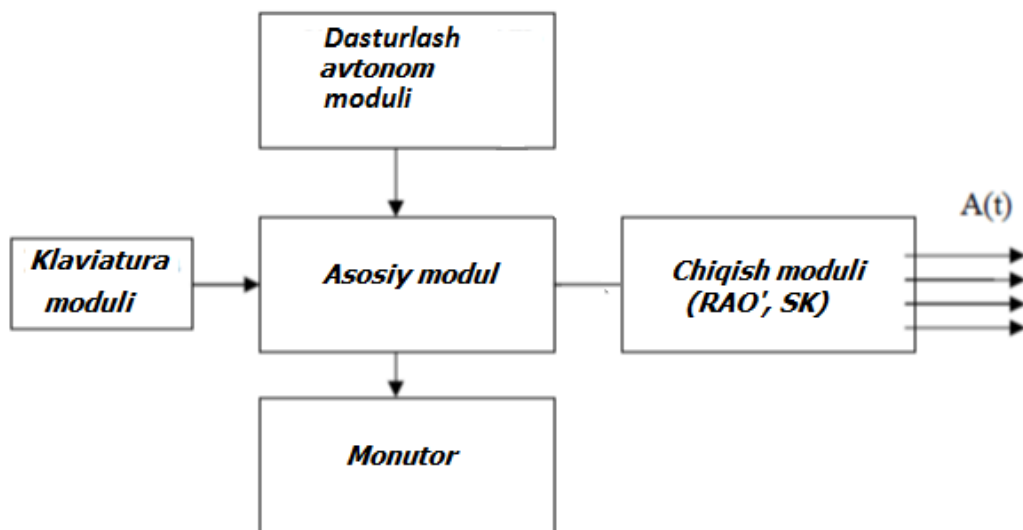 Dasturlash
avtonom
moduli
A(t)
Klaviatura
moduli
Asosiy modul
Chiqish moduli
(RAO', SK)
Monutor